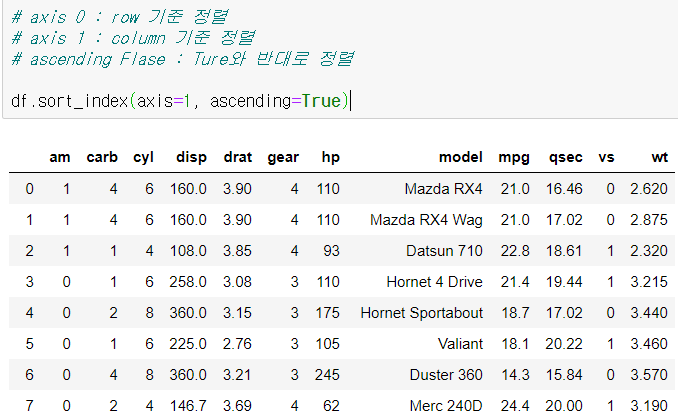 # axis 0 : row 기준 정렬
# axis 1 : column 기준 정렬
# ascending Flase : Ture와 반대로 정렬
df.sort_index(axis=1, ascending=True)
am carb cyl disp drat gear hp model mpg qsec vs wt
0 1 4 6 160.0 3.90 4 110 Mazda RX4 21.0 16.46 0 2.620
1 1 4 6 160.0 3.90 4 110 Mazda RX4 Wag 21.0 17.02 0 2.875
2 1 1 4 108.0 3.85 4 93 Datsun 710 22.8 18.61 1 2.320
3 0 1 6 258.0 3.08 3 110 Hornet 4 Drive 21.4 19.44 1 3.215
4 0 2 8 360.0 3.15 3 175 Hornet Sportabout 18.7 17.02 0 3.440
5 0 1 6 225.0 2.76 3 105 Valiant 18.1 20.22 1 3.460
6 0 4 8 360.0 3.21 3 245 Duster 360 14.3 15.84 0 3.570
7 0 2 4 146.7 3.69 4 62 Merc 240D 24.4 20.00 1 3.190